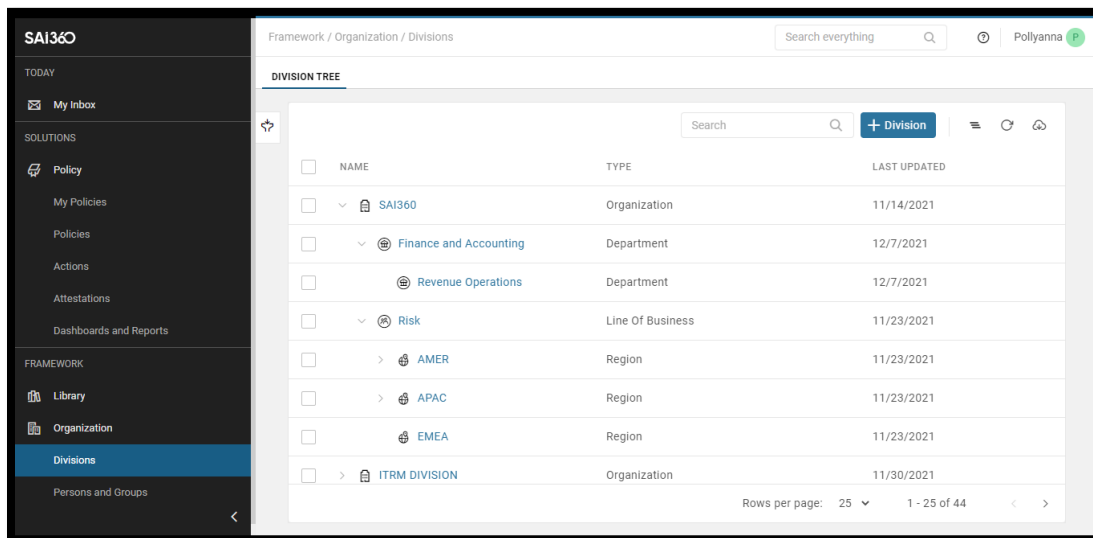 SAI360
Framework / Organization / Divisions
Search everything
Pollyanna P
TODAY
DIVISION TREE
My Inbox
SOLUTIONS
Search
+ Division
Policy
NAME TYPE LAST UPDATED
My Policies
SAI360 Organization 11/14/2021
Policies
Finance and Accounting Department 12/7/2021
Actions
Revenue Operations Department 12/7/2021
Attestations
Risk Line Of Business 11/23/2021
Dashboards and Reports
FRAMEWORK
AMER Region 11/23/2021
Library
APAC Region 11/23/2021
Organization
EMEA Region 11/23/2021
Divisions
ITRM DIVISION Organization 11/30/2021
Persons and Groups
Rows per page: 25 1 - 25 of 44